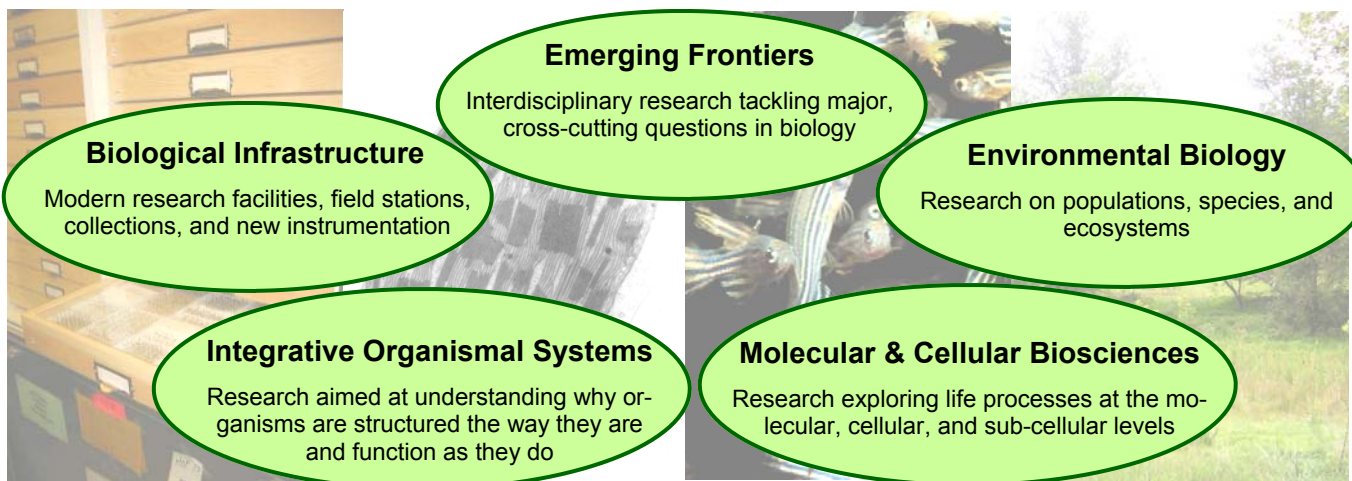 Emerging Frontiers
Interdisciplinary research tackling major,
cross-cutting questions in biology
Biological Infrastructure
Modern research facilities, field stations,
collections, and new instrumentation
Environmental Biology
Research on populations, species, and
ecosystems
Integrative Organismal Systems
Research aimed at understanding why or-
ganisms are structured the way they are
and function as they do
Molecular & Cellular Biosciences
Research exploring life processes at the mo-
lecular, cellular, and sub-cellular levels